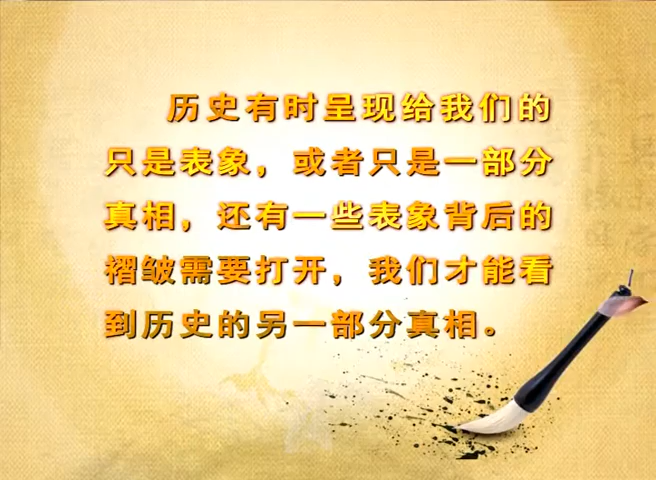 历史有时呈现给我们的
只是表象，或者只是一部分
真相，还有一些表象背后的
褶皱需要打开，我们才能看
到历史的另一部分真相。